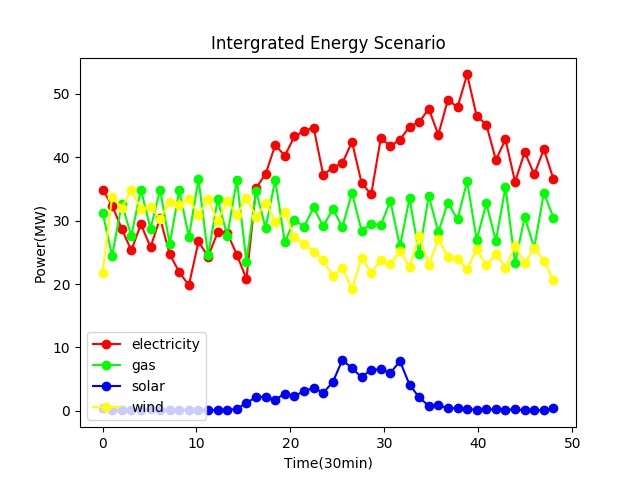 Intergrated Energy Scenario
Power(MW)
50
40
30
20
10
0
electricity
gas
solar
wind
0 10 20 30 40 50
Time(30min)